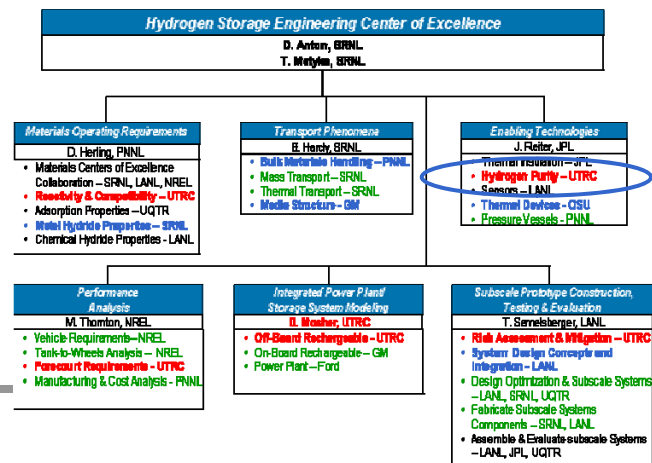 Hydrogen Storage Engineering Center of Excellence
D. Anton, SRNL
T. Motyka, SRNL
Materials Operating Requirements
D. Herling, PNNL
• Materials Centers of Excellence
Collaboration – SRNL, LANL, NREL
• Reactivity & Compatibility – UTRC
• Adsorption Properties – UQTR
• Metal Hydride Properties – SRNL
• Chemical Hydride Properties - LANL
Transport Phenomena
B. Hardy, SRNL
• Bulk Materials Handling – PNNL
• Mass Transport – SRNL
• Thermal Transport – SRNL
• Media Structure - GM
Enabling Technologies
J. Reiter, JPL
• Thermal Insulation – JPL
• Hydrogen Purity – UTRC
• Sensors – LANL
• Thermal Devices - OSU
• Pressure Vessels – PNNL
Performance
Analysis
M. Thornton, NREL
• Vehicle Requirements–NREL
• Tank-to-Wheels Analysis – NREL
• Forecourt Requirements - UTRC
• Manufacturing & Cost Analysis - PNNL
Integrated Power Plant/
Storage System Modeling
D. Mosher, UTRC
• Off-Board Rechargeable - UTRC
• On-Board Rechargeable – GM
• Power Plant – Ford
Subscale Prototype Construction,
Testing & Evaluation
T. Semelsberger, LANL
• Risk Assessment & Mitigation – UTRC
• System Design Concepts and
Integration - LANL
• Design Optimization & Subscale Systems
– LANL, SRNL, UQTR
• Fabricate Subscale Systems
Components – SRNL, LANL
• Assemble & Evaluate subscale Systems
– LANL, JPL, UQTR